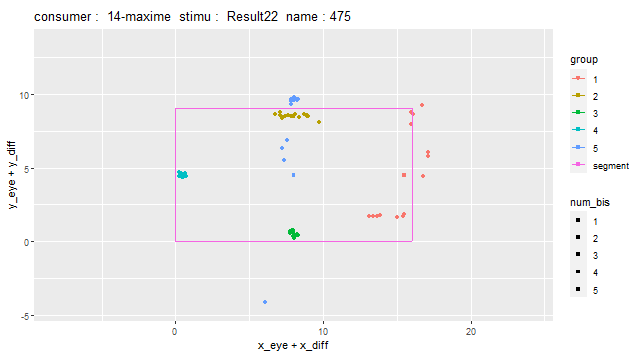 consumer : 14-maxime stimu : Result22 name : 475
10
5
0
-5
y_eye + y_diff
0
10
20
x_eye + x_diff
group
1
2
3
4
5
segment
num_bis
1
2
3
4
5